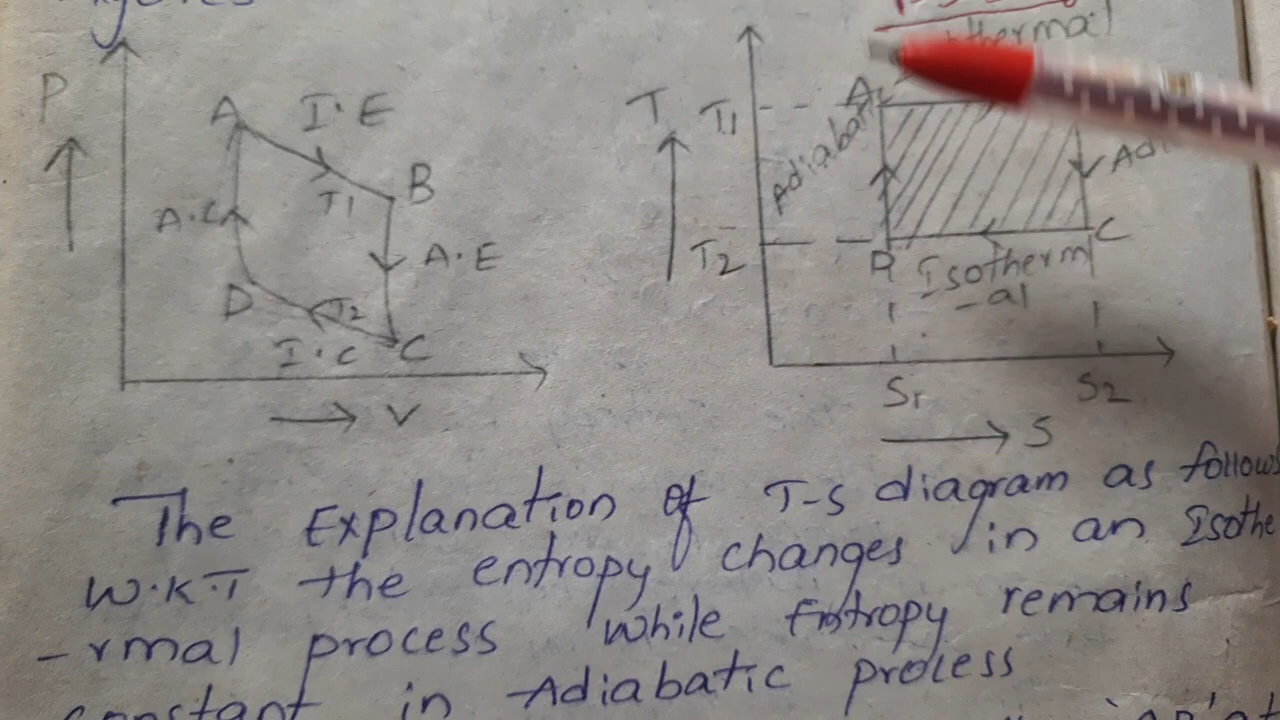 P
A
I.E
T1
B
A.C
A.E
D
T2
I.C
C
V
T
T1
A
Adiabatic
T2
D
C
Isotherm
-al
S1
S2
S
The Explanation of T-S diagram as follows
W.K.T the entropy changes in an Isothe
-rmal process while Entropy remains
constant in Adiabatic process